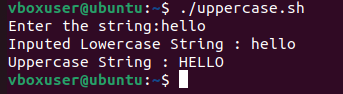 vboxuser@ubuntu:~$ ./uppercase.sh
Enter the string:hello
Inputed Lowercase String : hello
Uppercase String : HELLO
vboxuser@ubuntu:~$